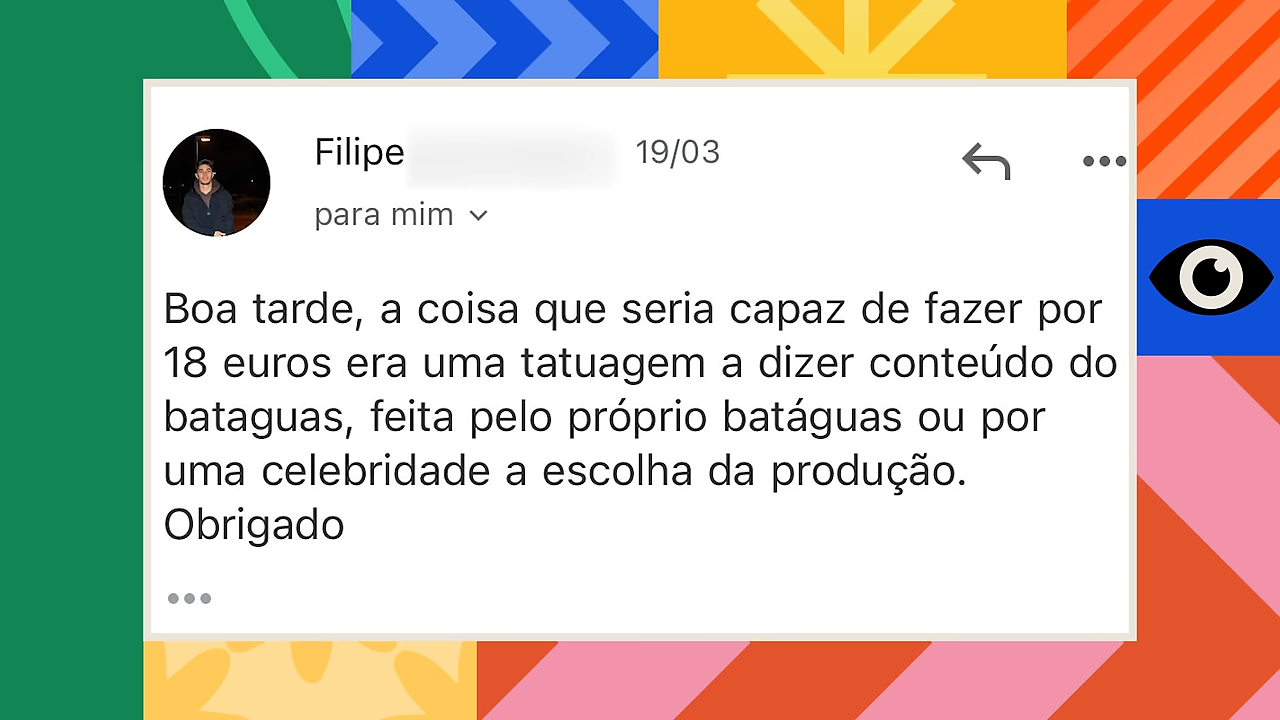 Filipe 19/03
para mim
Boa tarde, a coisa que seria capaz de fazer por
18 euros era uma tatuagem a dizer conteúdo do
bataguas, feita pelo próprio batáguas ou por
uma celebridade a escolha da produção.
Obrigado